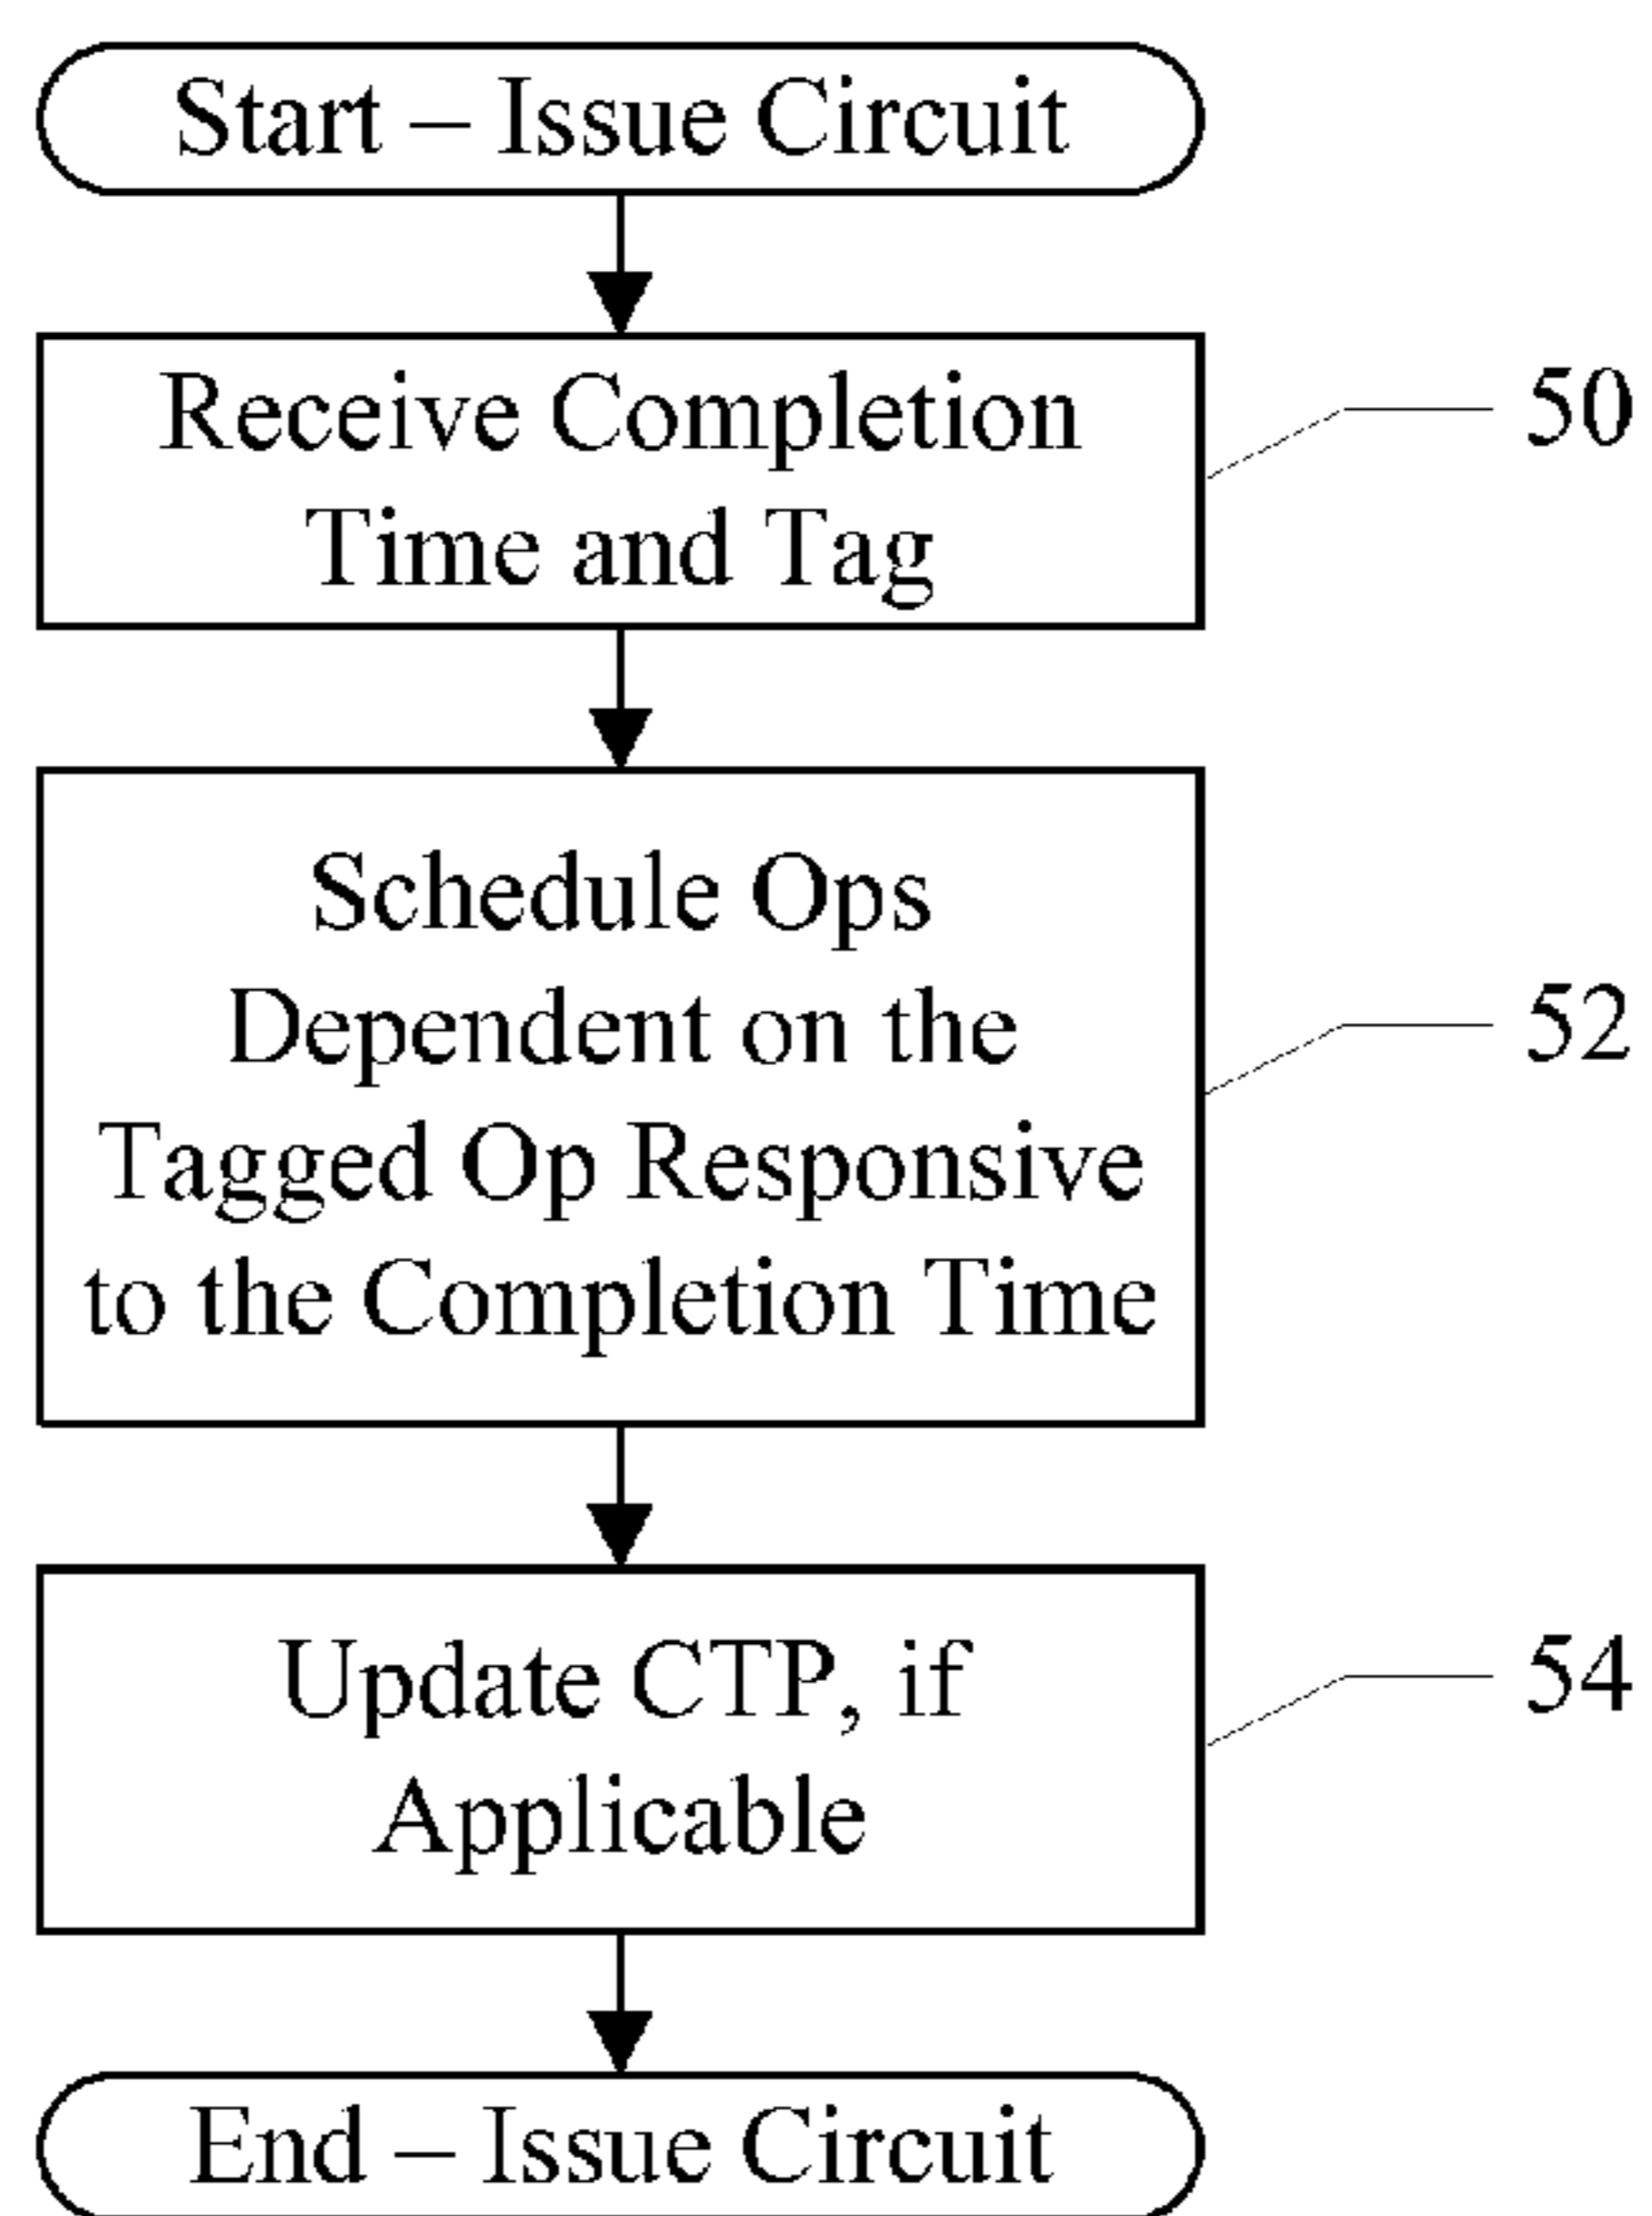 Start – Issue Circuit
Receive Completion
Time and Tag
50
Schedule Ops
Dependent on the
Tagged Op Responsive
to the Completion Time
52
Update CTP, if
Applicable
54
End – Issue Circuit